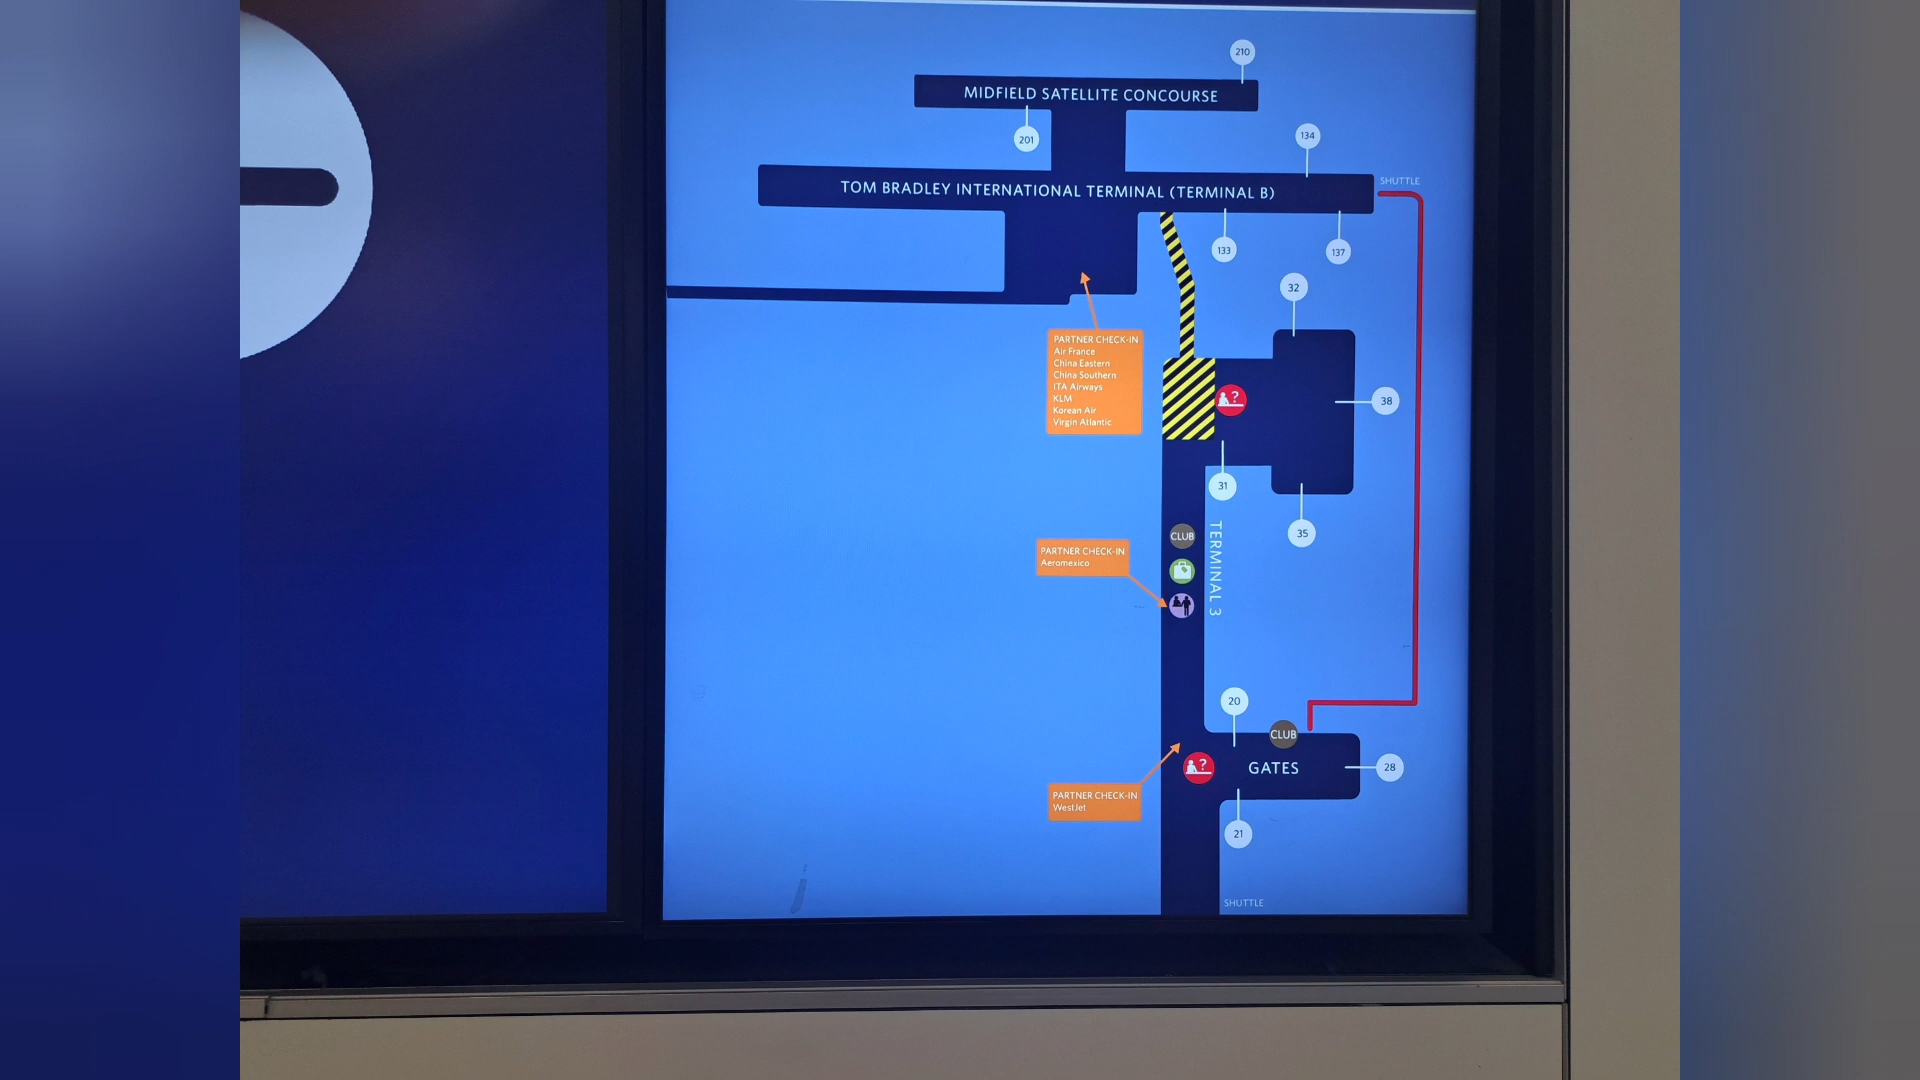 210
MIDFIELD SATELLITE CONCOURSE
201
134
SHUTTLE
TOM BRADLEY INTERNATIONAL TERMINAL (TERMINAL B)
133
137
32
PARTNER CHECK-IN
Air France
China Eastern
China Southern
ITA Airways
KLM
Korean Air
Virgin Atlantic
?
38
31
35
CLUB
TERMINAL 3
PARTNER CHECK-IN
Aeromexico
20
CLUB
?
GATES
28
PARTNER CHECK-IN
WestJet
21
SHUTTLE